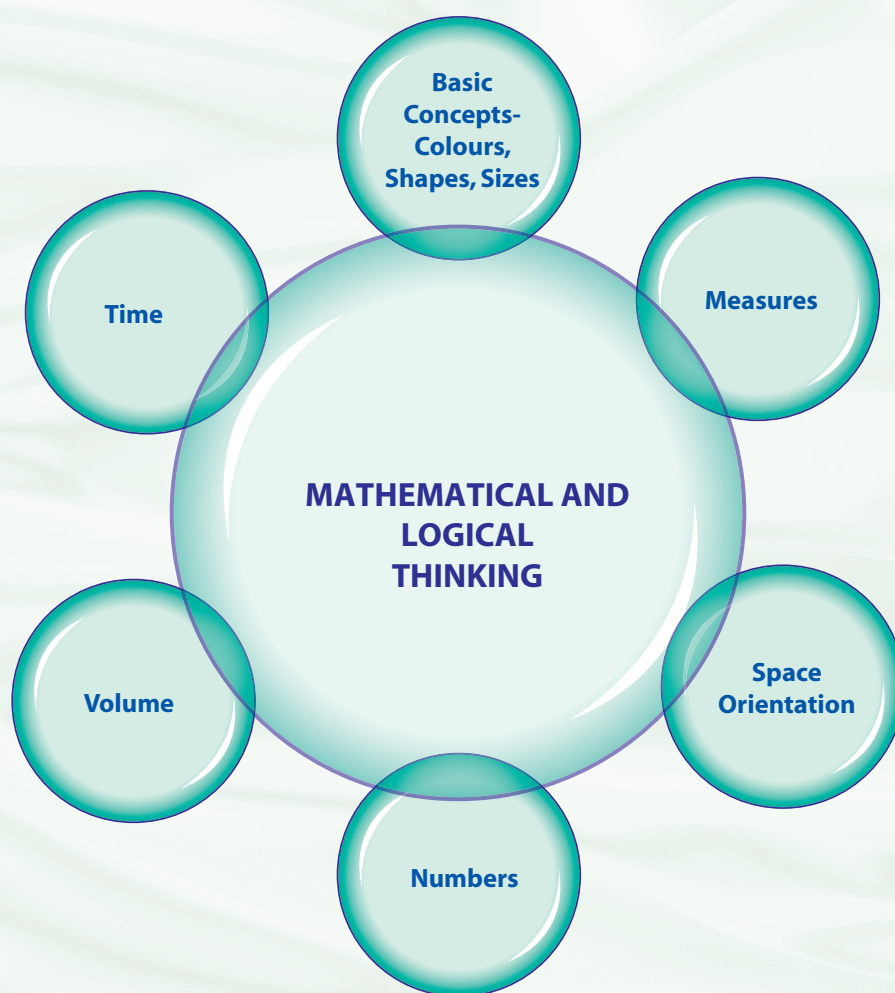 Basic
Concepts-
Colours,
Shapes, Sizes
Measures
Time
MATHEMATICAL AND
LOGICAL
THINKING
Space
Orientation
Volume
Numbers